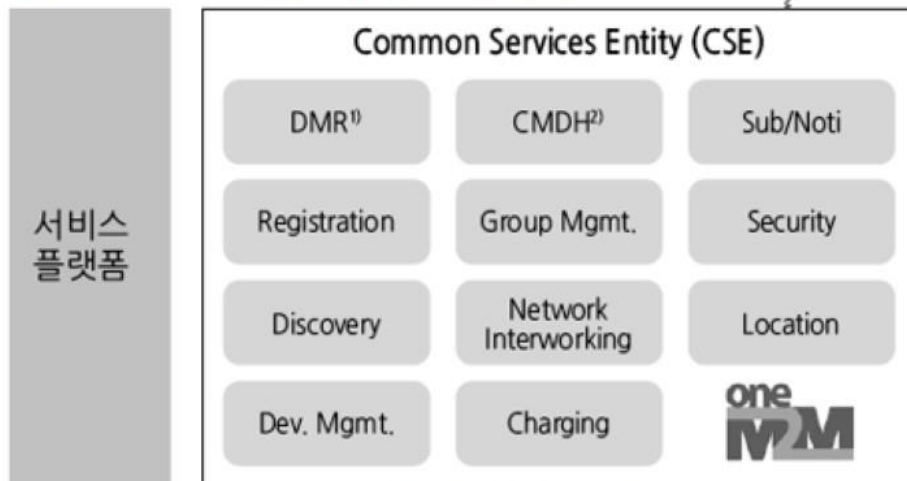 서비스
플랫폼
Common Services Entity (CSE)
DMR¹⁾
CMDH²⁾
Sub/Noti
Registration
Group Mgmt.
Security
Discovery
Network
Interworking
Location
Dev. Mgmt.
Charging
one
M2M